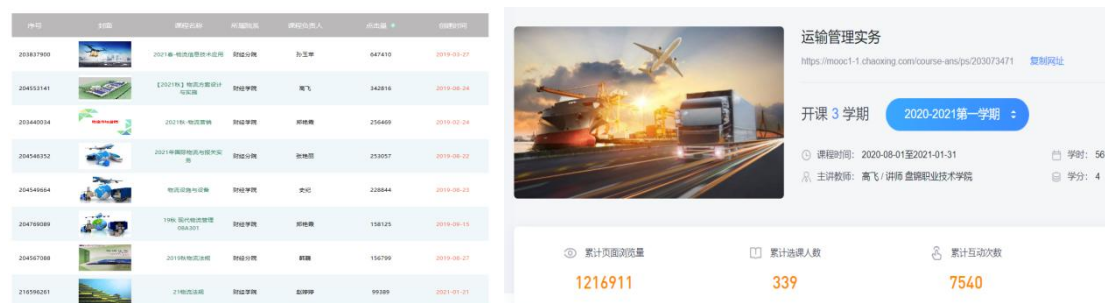 序号 封面 课程名称 所属院系 课程负责人 点击量 创建时间
203837900 2021春-物流信息技术应用 财经分院 647410 2019-03-27
204553141 【2021秋】物流方案设计与实施 财经学院 高飞 342816 2019-08-24
203440034 2021秋-物流营销 财经学院 郑艳霞 256469 2019-02-24
204546352 2021年国际物流与报关实务 财经分院 张艳丽 253057 2019-08-22
204549664 物流设施与设备 财经学院 史纪 228844 2019-08-23
204769089 19秋 现代物流管理 财经学院 郑艳霞 158125 2019-09-13
204567088 2019秋物流法规 财经分院 韩璐 156799 2019-08-27
216596261 21物流法规 财经学院 赵婷婷 99389 2021-01-21
运输管理实务
https://mooc1-1.chaoxing.com/course-ans/ps/203073471 复制网址
开课 3 学期 2020-2021第一学期
课程时间: 2020-08-01至2021-01-31 学时: 56
主讲教师: 高飞 / 讲师 盘锦职业技术学院 学分: 4
累计页面浏览量 累计选课人数 累计互动次数
1216911 339 7540